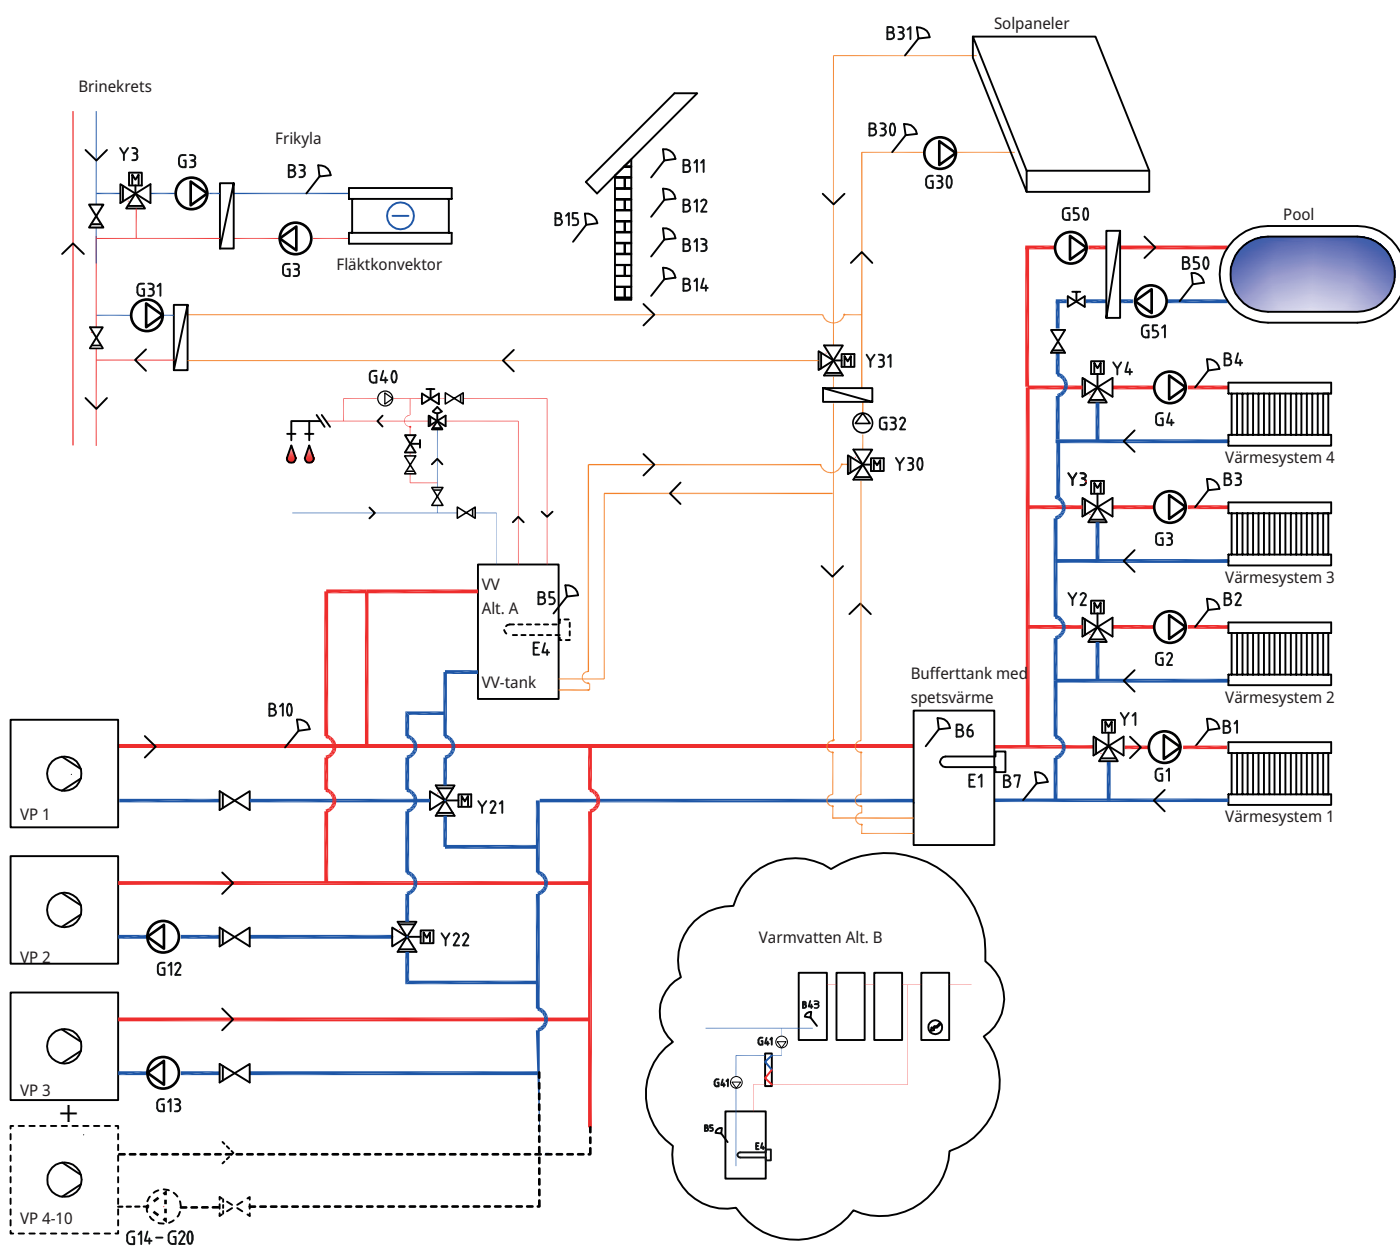 Solpaneler
B31
Brinekrets
B30
Frikyla
Y3
M
G3
B3
B11
G30
B12
B15
G50
Pool
B13
G3
Fläktkonvektor
B50
B14
G31
G51
Y31
M
Y4
M
B4
G40
G32
G4
Värmesystem 4
Y30
M
Y3
M
B3
G3
Värmesystem 3
VV
B5
Alt. A
Y2
M
B2
E4
G2
VV-tank
Bufferttank med
spetsvärme
Värmesystem 2
B10
B6
Y1
M
B1
E1
B7
G1
VP 1
Y21
M
Värmesystem 1
VP 2
G12
Y22
M
Varmvatten Alt. B
B43
G41
VP 3
G13
G41
+
B5
E4
VP 4-10
G14-G20